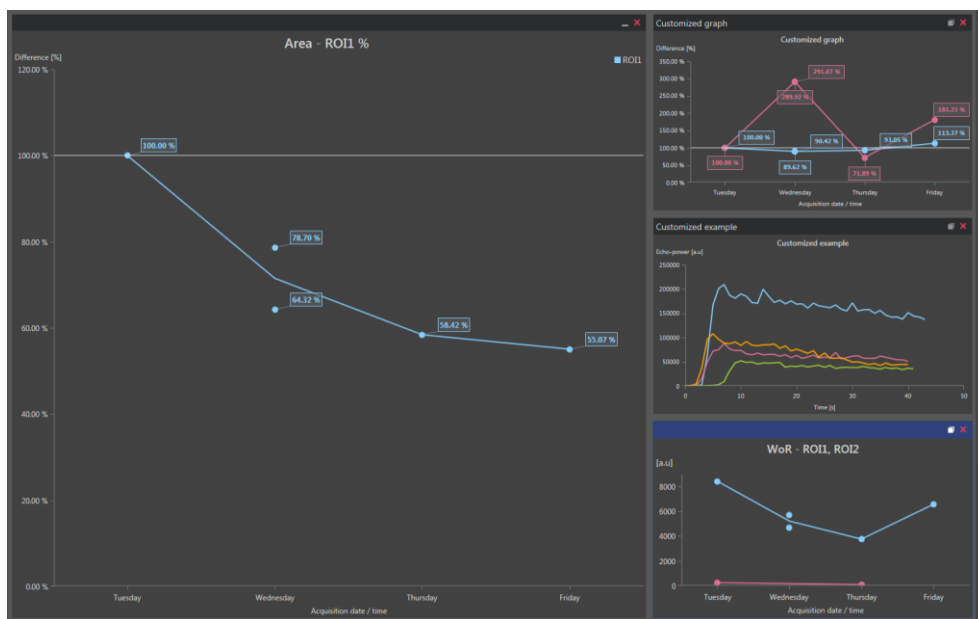 Area - ROI1 %
Difference [%]
ROI1
120.00 %
100.00 %
80.00 %
60.00 %
40.00 %
20.00 %
0.00 %
100.00 %
78.70 %
64.32 %
58.42 %
55.07 %
Tuesday Wednesday Thursday Friday
Acquisition date / time
Customized graph
Customized graph
Difference [%]
350.00 %
300.00 %
250.00 %
200.00 %
150.00 %
100.00 %
50.00 %
0.00 %
291.07 %
289.92 %
181.22 %
100.00 %
90.42 %
93.05 %
113.37 %
100.00 %
89.62 %
71.89 %
Tuesday Wednesday Thursday Friday
Acquisition date / time
Customized example
Customized example
Echo-power [a.u]
250000
200000
150000
100000
50000
0
0 10 20 30 40 50
Time [s]
WoR - ROI1, ROI2
[a.u]
8000
6000
4000
2000
0
Tuesday Wednesday Thursday Friday
Acquisition date / time